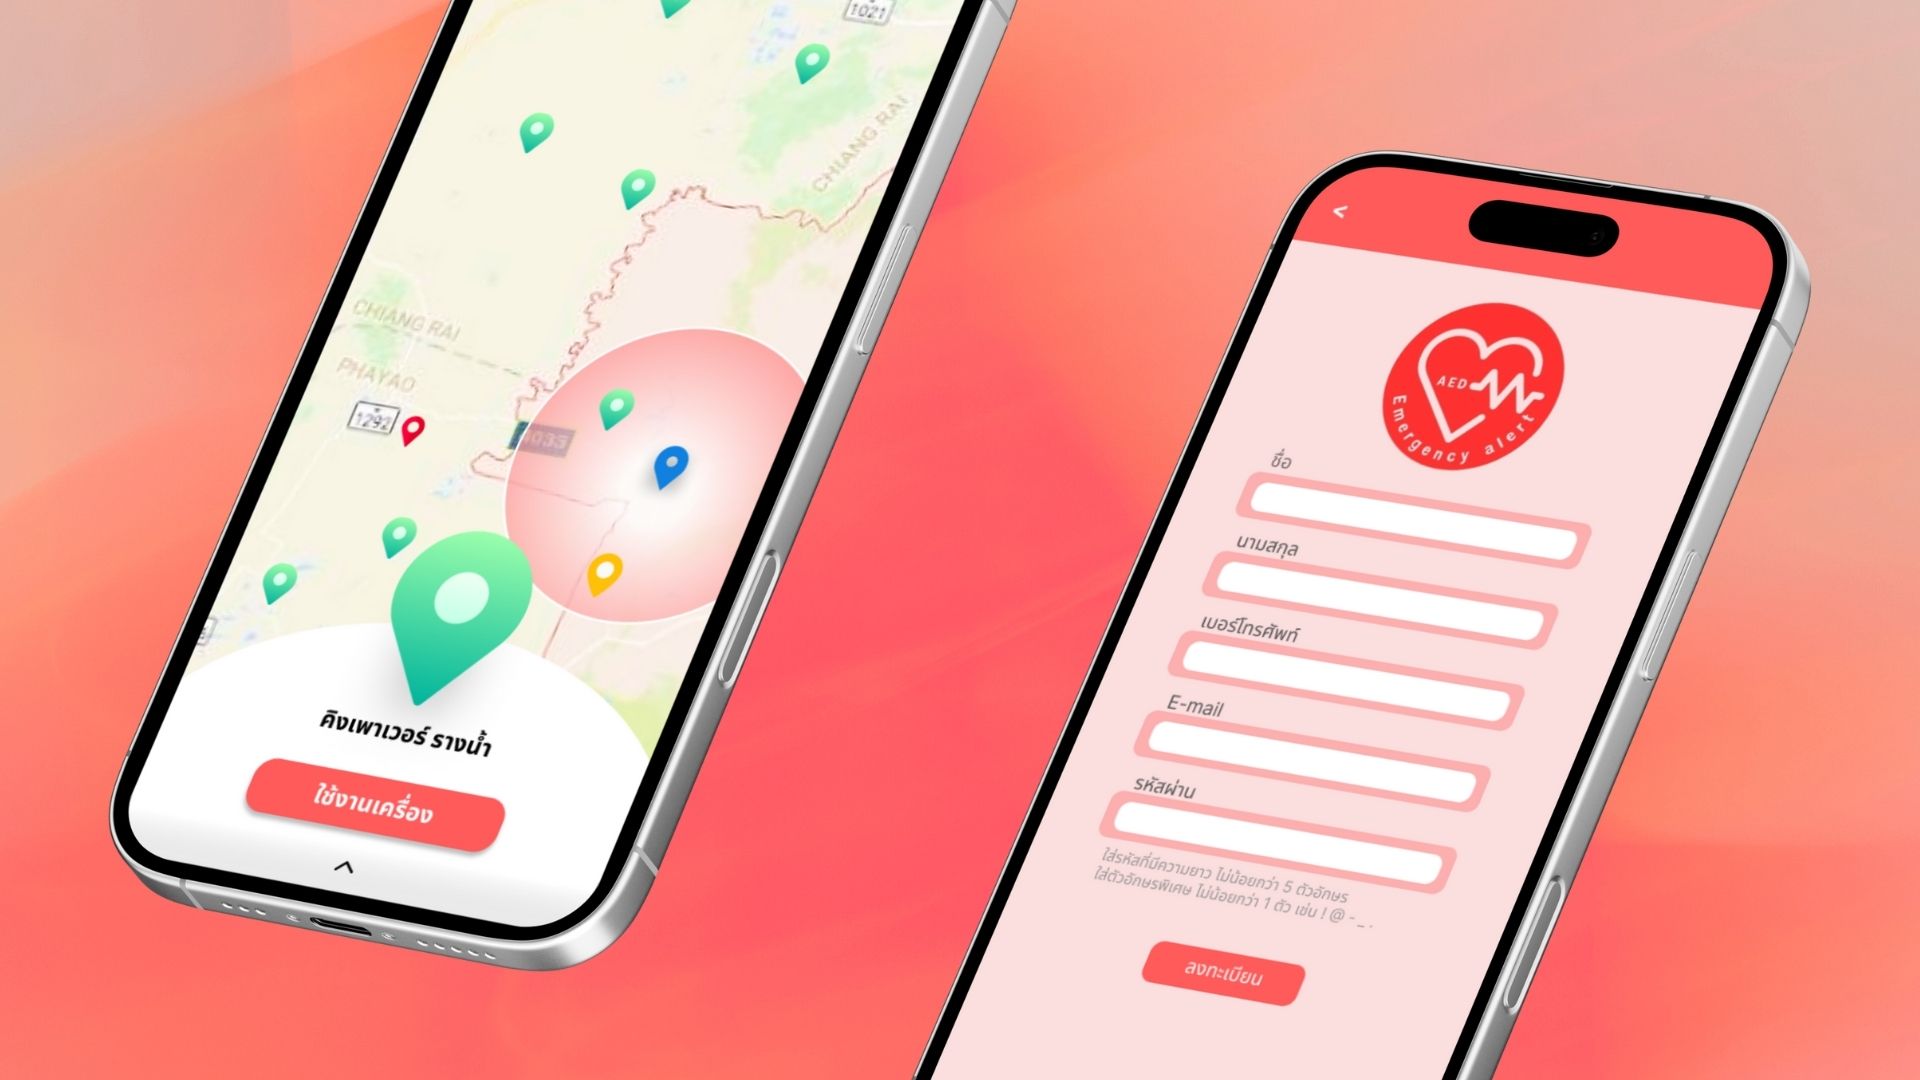 1021
CHIANG RAI
CHIANG RAI
PHAYAO
1292
4035
คิงเพาเวอร์ รางน้ำ
ใช้งานเครื่อง
<
AED
Emergency alert
ชื่อ
นามสกุล
เบอร์โทรศัพท์
E-mail
รหัสผ่าน
ใส่รหัสที่มีความยาว ไม่น้อยกว่า 5 ตัวอักษร
ใส่ตัวอักษรพิเศษ ไม่น้อยกว่า 1 ตัว เช่น ! @ - _ .
ลงทะเบียน